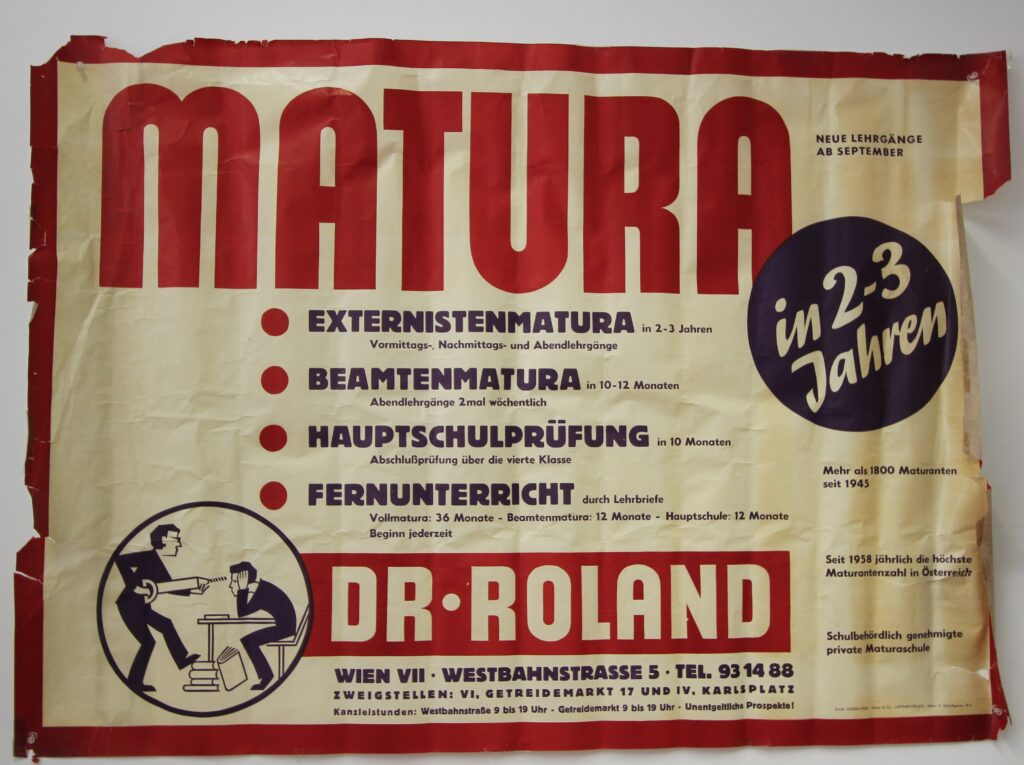 MATURA
NEUE LEHRGÄNGE
AB SEPTEMBER
in 2-3
Jahren
EXTERNISTENMATURA in 2-3 Jahren
Vormittags-, Nachmittags- und Abendlehrgänge
BEAMTENMATURA in 10-12 Monaten
Abendlehrgänge 2mal wöchentlich
HAUPTSCHULPRÜFUNG in 10 Monaten
Abschlußprüfung über die vierte Klasse
FERNUNTERRICHT durch Lehrbriefe
Vollmatura: 36 Monate - Beamtenmatura: 12 Monate - Hauptschule: 12 Monate
Beginn jederzeit
Mehr als 1800 Maturanten
seit 1945
Seit 1958 jährlich die höchste
Maturantenzahl in Österreich
Schulbehördlich genehmigte
private Maturaschule
DR·ROLAND
WIEN VII · WESTBAHNSTRASSE 5 · TEL. 93 14 88
ZWEIGSTELLEN: VI, GETREIDEMARKT 17 UND IV, KARLSPLATZ
Kanzleistunden: Westbahnstraße 9 bis 19 Uhr - Getreidemarkt 9 bis 19 Uhr - Unentgeltliche Prospekte!